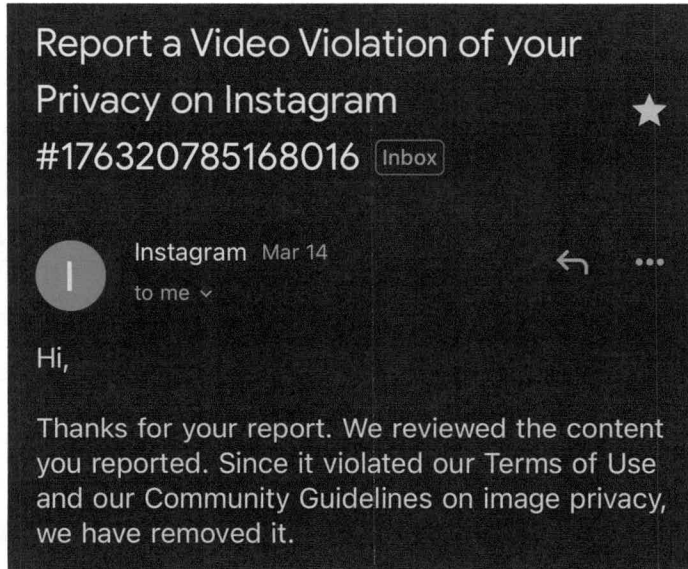 Report a Video Violation of your
Privacy on Instagram
#176320785168016 Inbox
I
Instagram Mar 14
to me
Hi,
Thanks for your report. We reviewed the content
you reported. Since it violated our Terms of Use
and our Community Guidelines on image privacy,
we have removed it.